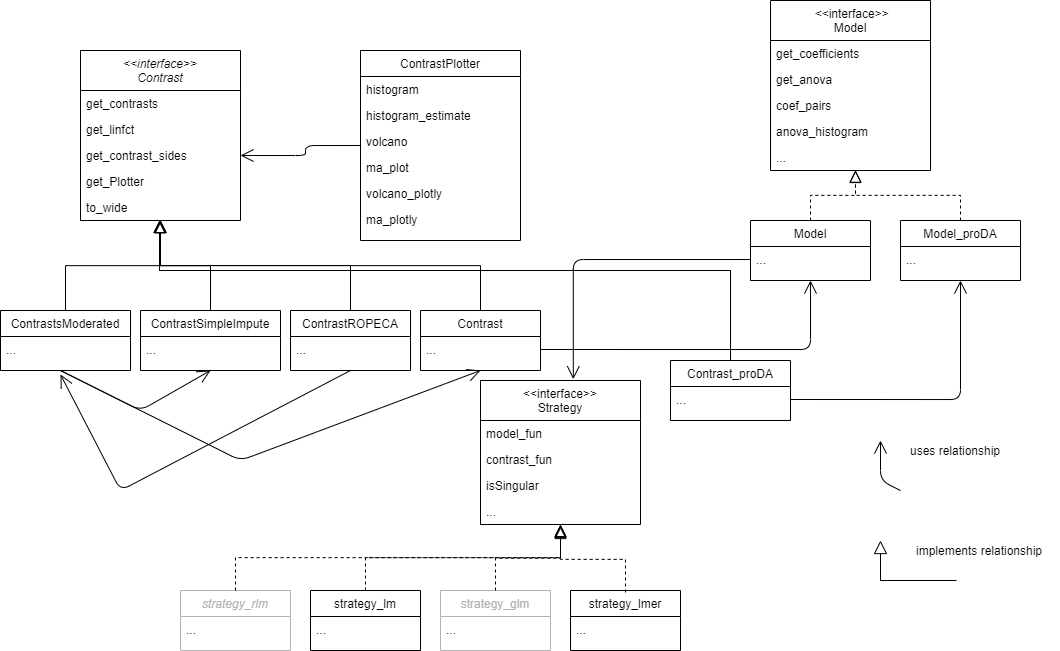 <<interface>>
Model
get_coefficients
get_anova
coef_pairs
anova_histogram
...
<<interface>>
Contrast
get_contrasts
get_linfct
get_contrast_sides
get_Plotter
to_wide
ContrastPlotter
histogram
histogram_estimate
volcano
ma_plot
volcano_plotly
ma_plotly
Model
...
Model_proDA
...
ContrastsModerated
...
ContrastSimpleImpute
...
ContrastROPECA
...
Contrast
...
Contrast_proDA
...
<<interface>>
Strategy
model_fun
contrast_fun
isSingular
...
uses relationship
implements relationship
strategy_rlm
...
strategy_lm
...
strategy_glm
...
strategy_lmer
...